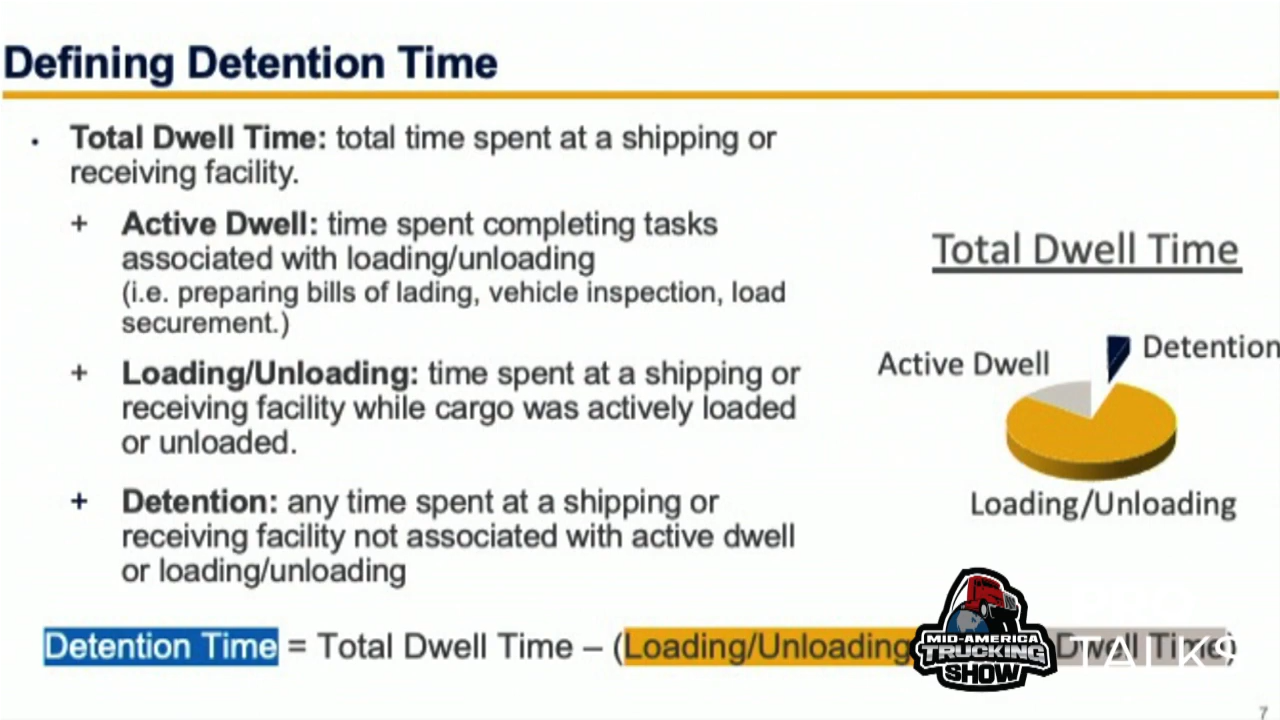 Defining Detention Time
· Total Dwell Time: total time spent at a shipping or
receiving facility.
+ Active Dwell: time spent completing tasks
associated with loading/unloading
(i.e. preparing bills of lading, vehicle inspection, load
securement.)
+ Loading/Unloading: time spent at a shipping or
receiving facility while cargo was actively loaded
or unloaded.
+ Detention: any time spent at a shipping or
receiving facility not associated with active dwell
or loading/unloading
Total Dwell Time
Detention
Active Dwell
Loading/Unloading
Detention Time = Total Dwell Time – (Loading/Unloading Dwell Time)
MID-AMERICA
TRUCKING
SHOW
TALKS
7